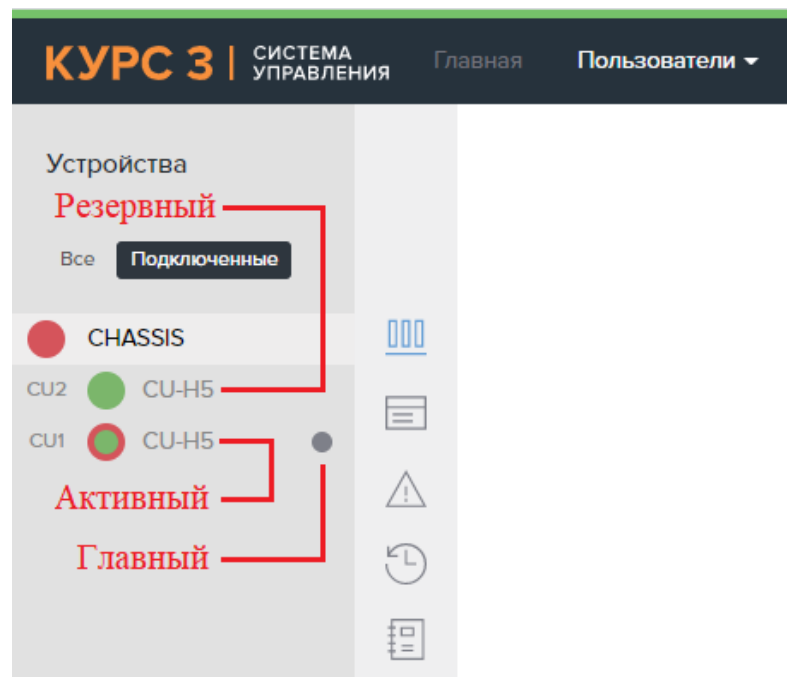 КУРС 3 | СИСТЕМА УПРАВЛЕНИЯ Главная Пользователи
Устройства
Резервный
Все Подключенные
CHASSIS
CU2 CU-H5
CU1 CU-H5
Активный
Главный